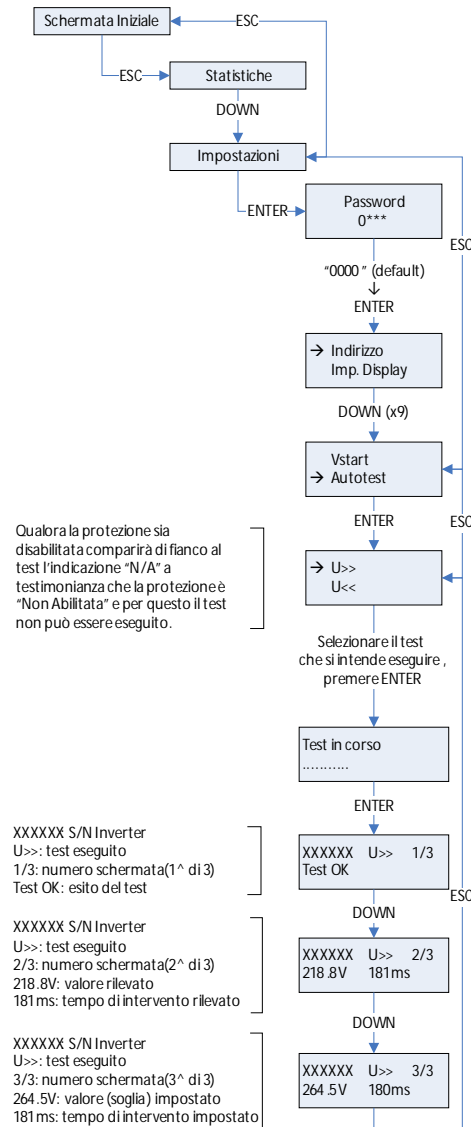 Schermata Iniziale
ESC
ESC
Statistiche
DOWN
Impostazioni
ENTER
Password
0***
ESC
"0000 " (default)
↓
ENTER
→ Indirizzo
Imp. Display
DOWN (x9)
Vstart
→ Autotest
ENTER
ESC
Qualora la protezione sia
disabilitata comparirà di fianco al
test l'indicazione "N/A" a
testimonianza che la protezione è
"Non Abilitata" e per questo il test
non può essere eseguito.
→ U>>
U<<
Selezionare il test
che si intende eseguire ,
premere ENTER
Test in corso
...........
ENTER
XXXXXX: S/N Inverter
U>>: test eseguito
1/3: numero schermata(1^ di 3)
Test OK: esito del test
XXXXXX U>> 1/3
Test OK
ESC
DOWN
XXXXXX: S/N Inverter
U>>: test eseguito
2/3: numero schermata(2^ di 3)
218.8V: valore rilevato
181ms: tempo di intervento rilevato
XXXXXX U>> 2/3
218.8V 181ms
DOWN
XXXXXX: S/N Inverter
U>>: test eseguito
3/3: numero schermata(3^ di 3)
264.5V: valore (soglia) impostato
181ms: tempo di intervento impostato
XXXXXX U>> 3/3
264.5V 180ms